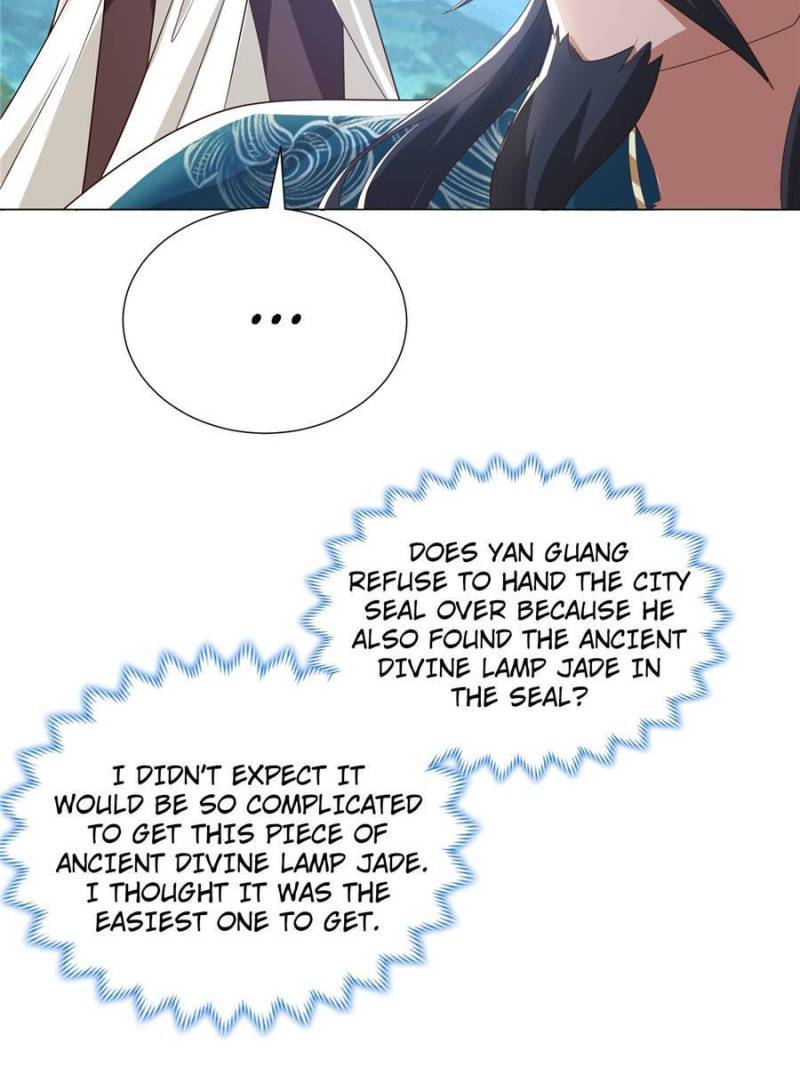 ...
DOES YAN GUANG
REFUSE TO HAND THE CITY
SEAL OVER BECAUSE HE
ALSO FOUND THE ANCIENT
DIVINE LAMP JADE IN
THE SEAL?
I DIDN'T EXPECT IT
WOULD BE SO COMPLICATED
TO GET THIS PIECE OF
ANCIENT DIVINE LAMP JADE.
I THOUGHT IT WAS THE
EASIEST ONE TO GET.